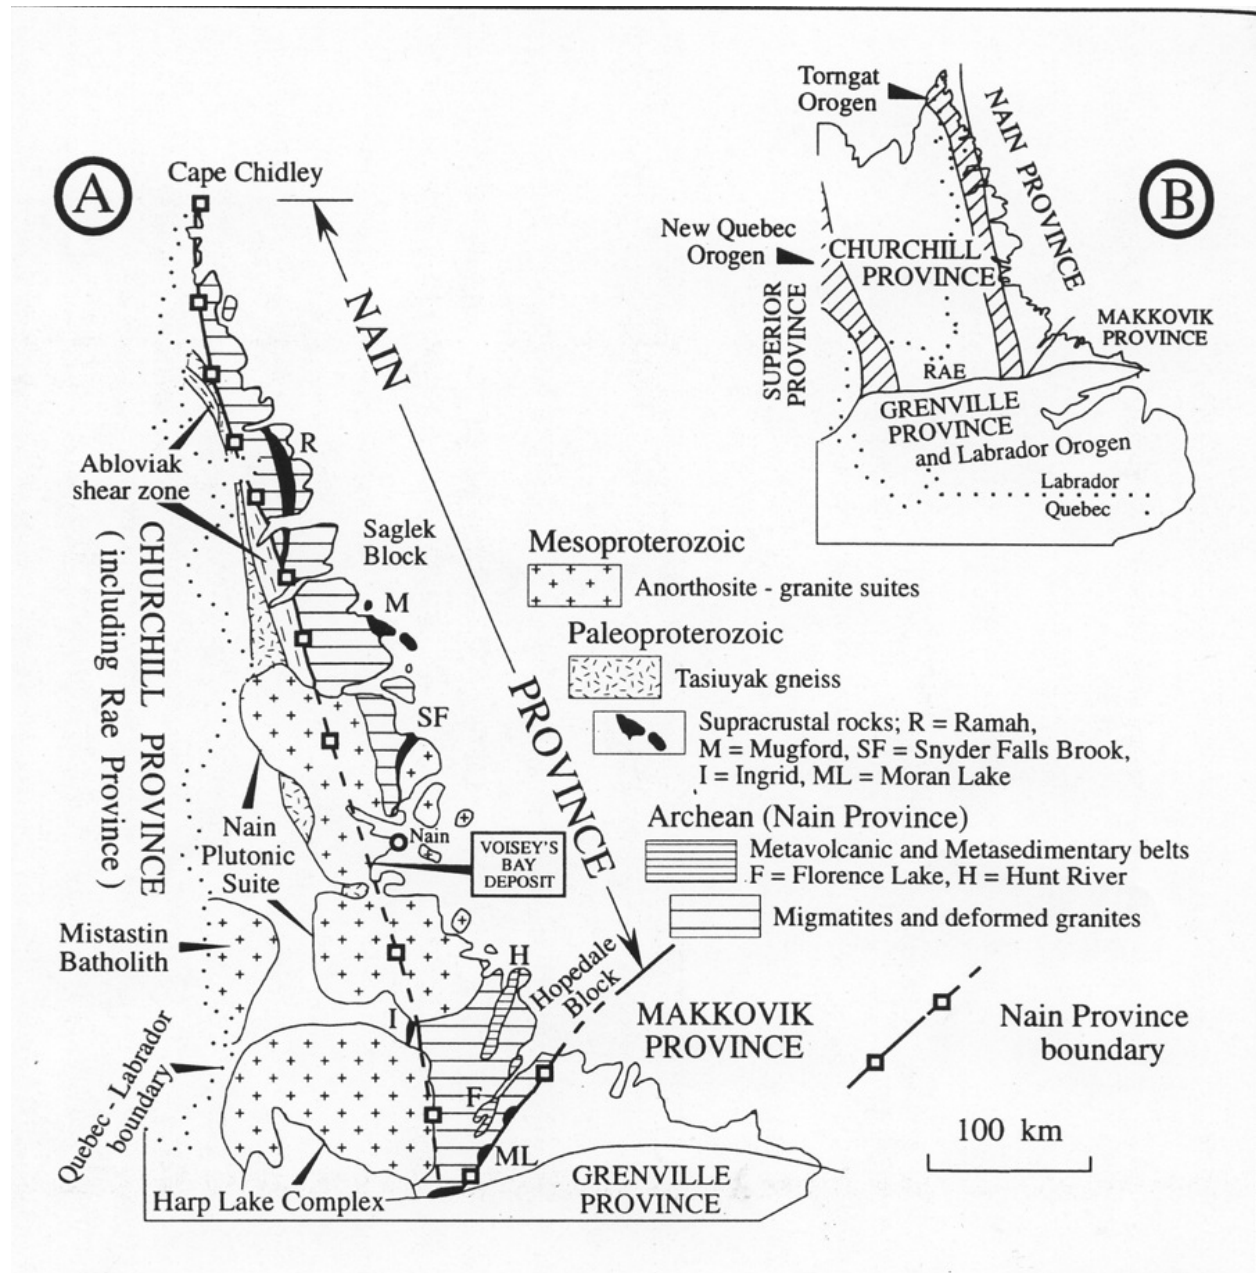 A
Cape Chidley
NAIN
PROVINCE
R
Abloviak
shear zone
Saglek
Block
CHURCHILL PROVINCE
( including Rae Province )
M
SF
Nain
Plutonic
Suite
Nain
VOISEY'S
BAY
DEPOSIT
Mistastin
Batholith
H
Hopedale
Block
I
MAKKOVIK
PROVINCE
Quebec - Labrador
boundary
F
ML
Harp Lake Complex
GRENVILLE
PROVINCE
B
Torngat
Orogen
NAIN PROVINCE
New Quebec
Orogen
CHURCHILL
PROVINCE
SUPERIOR
PROVINCE
MAKKOVIK
PROVINCE
RAE
GRENVILLE
PROVINCE
and Labrador Orogen
Labrador
Quebec
Mesoproterozoic
Anorthosite - granite suites
Paleoproterozoic
Tasiuyak gneiss
Supracrustal rocks; R = Ramah,
M = Mugford, SF = Snyder Falls Brook,
I = Ingrid, ML = Moran Lake
Archean (Nain Province)
Metavolcanic and Metasedimentary belts
F = Florence Lake, H = Hunt River
Migmatites and deformed granites
Nain Province
boundary
100 km